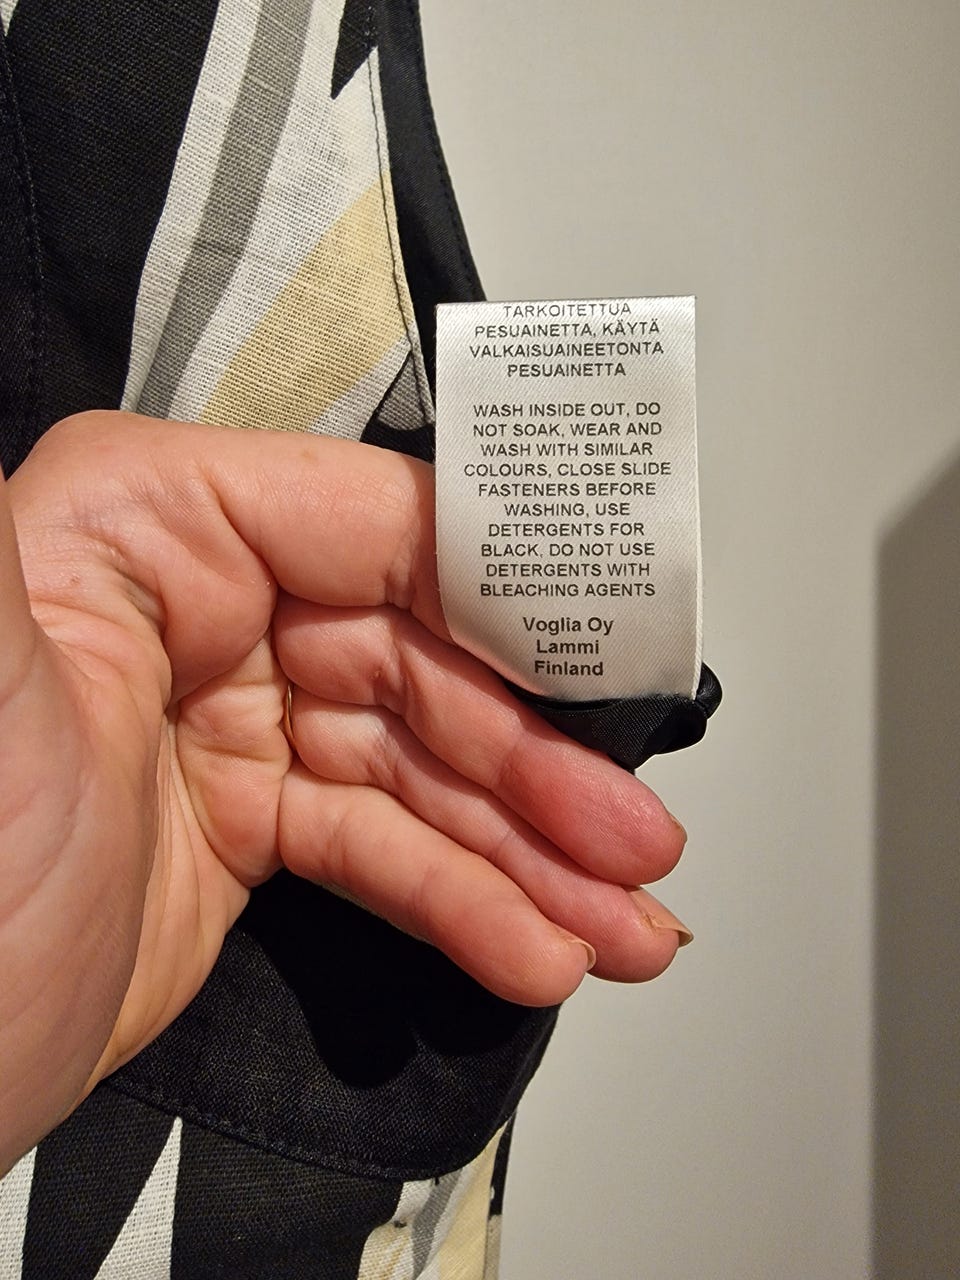 TARKOITETTUA
PESUAINETTA, KÄYTÄ
VALKAISUAINEETONTA
PESUAINETTA
WASH INSIDE OUT, DO
NOT SOAK, WEAR AND
WASH WITH SIMILAR
COLOURS, CLOSE SLIDE
FASTENERS BEFORE
WASHING, USE
DETERGENTS FOR
BLACK, DO NOT USE
DETERGENTS WITH
BLEACHING AGENTS
Voglia Oy
Lammi
Finland